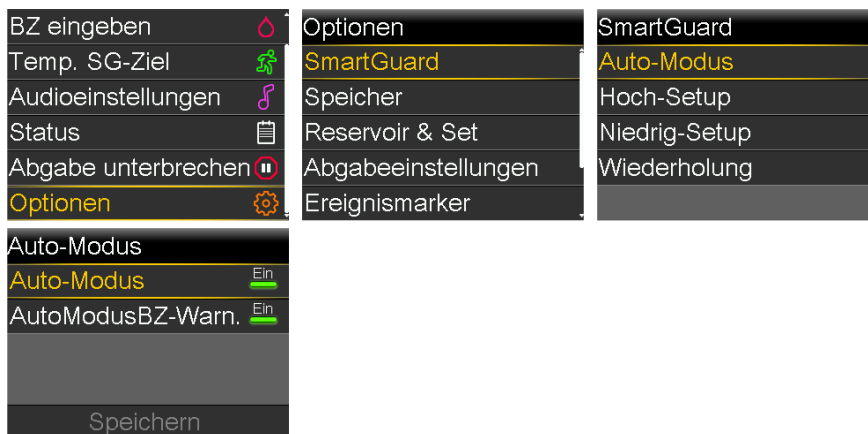 BZ eingeben
Temp. SG-Ziel
Audioeinstellungen
Status
Abgabe unterbrechen
Optionen
Optionen
SmartGuard
Speicher
Reservoir & Set
Abgabeeinstellungen
Ereignismarker
SmartGuard
Auto-Modus
Hoch-Setup
Niedrig-Setup
Wiederholung
Auto-Modus
Auto-Modus Ein
AutoModusBZ-Warn. Ein
Speichern